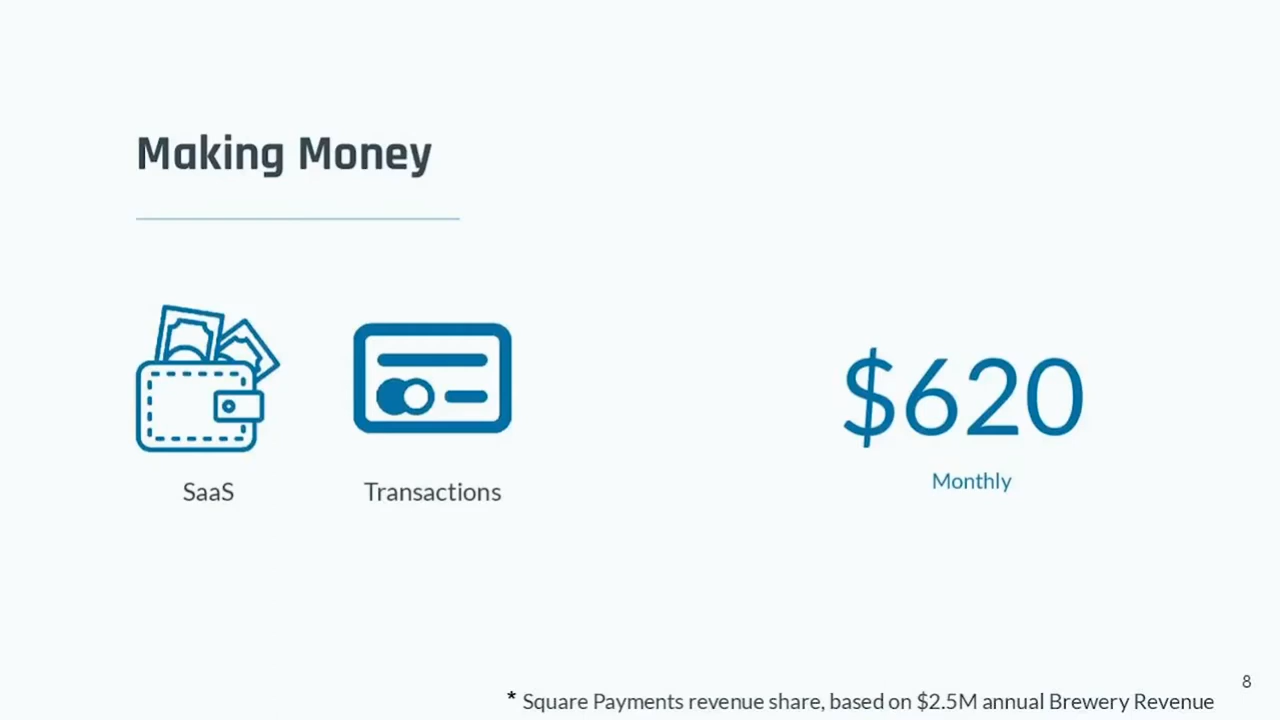 Making Money
SaaS
Transactions
$620
Monthly
8
* Square Payments revenue share, based on $2.5M annual Brewery Revenue